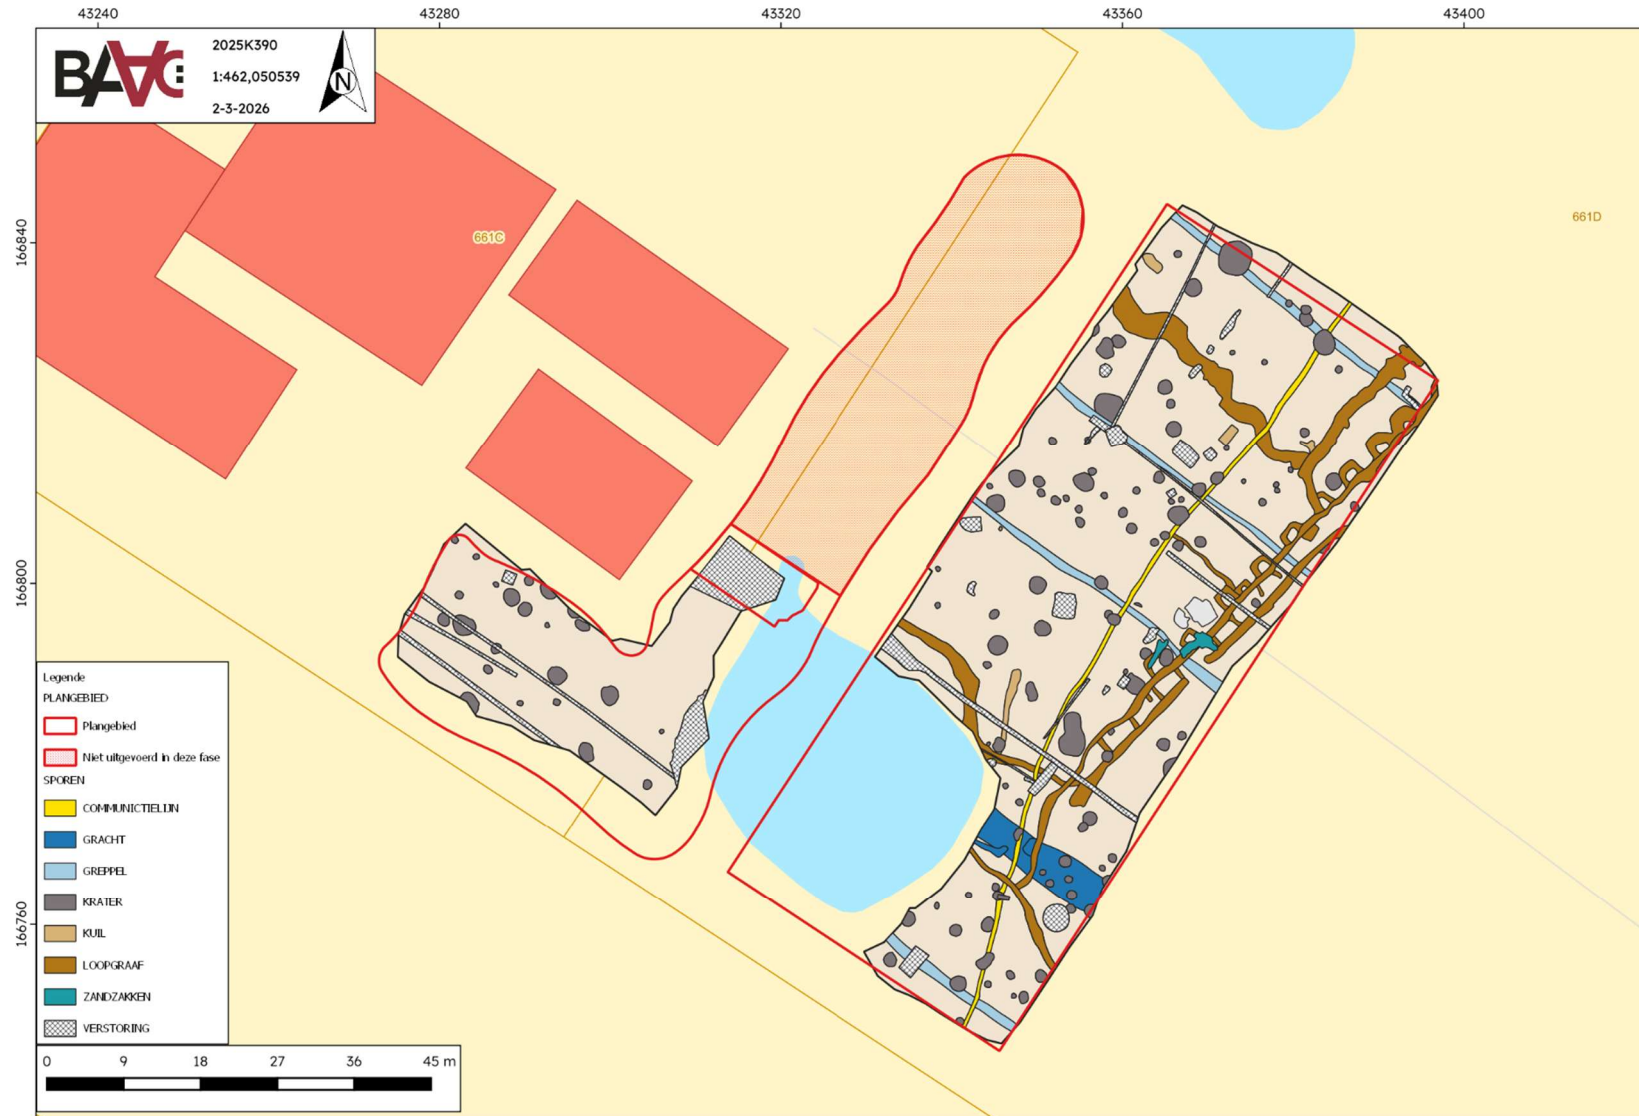 43240 43280 43320 43360 43400
BAAC
2025K390
1:462,050539
2-3-2026
N
166840
166800
166760
661C
661D
Legende
PLANGEBIED
Plangebied
Niet uitgevoerd in deze fase
SPOREN
COMMUNICTIELIJN
GRACHT
GREPPEL
KRATER
KUIL
LOOPGRAAF
ZANDZAKKEN
VERSTORING
0 9 18 27 36 45 m